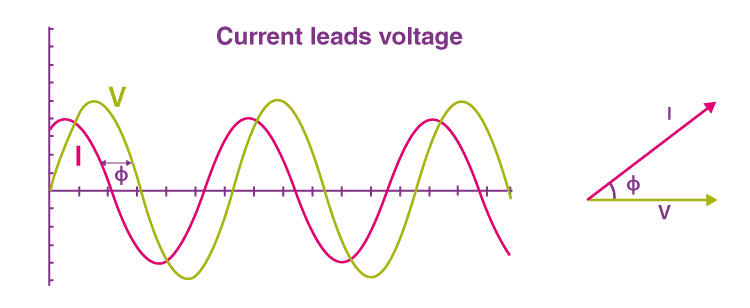 Current leads voltage
V
I
ϕ
I
ϕ
V